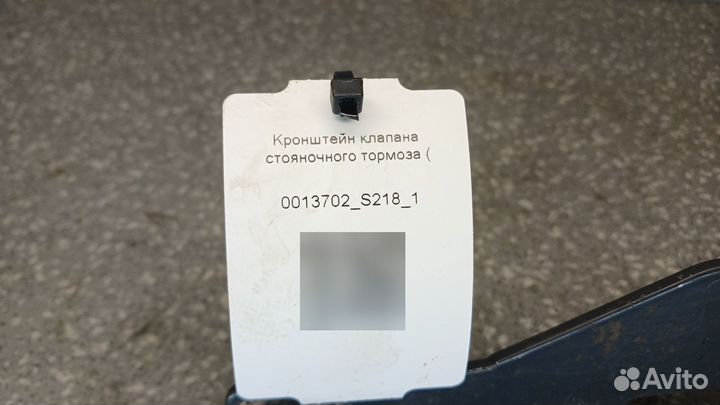 Кронштейн клапана
стояночного тормоза (
0013702_S218_1
Avito